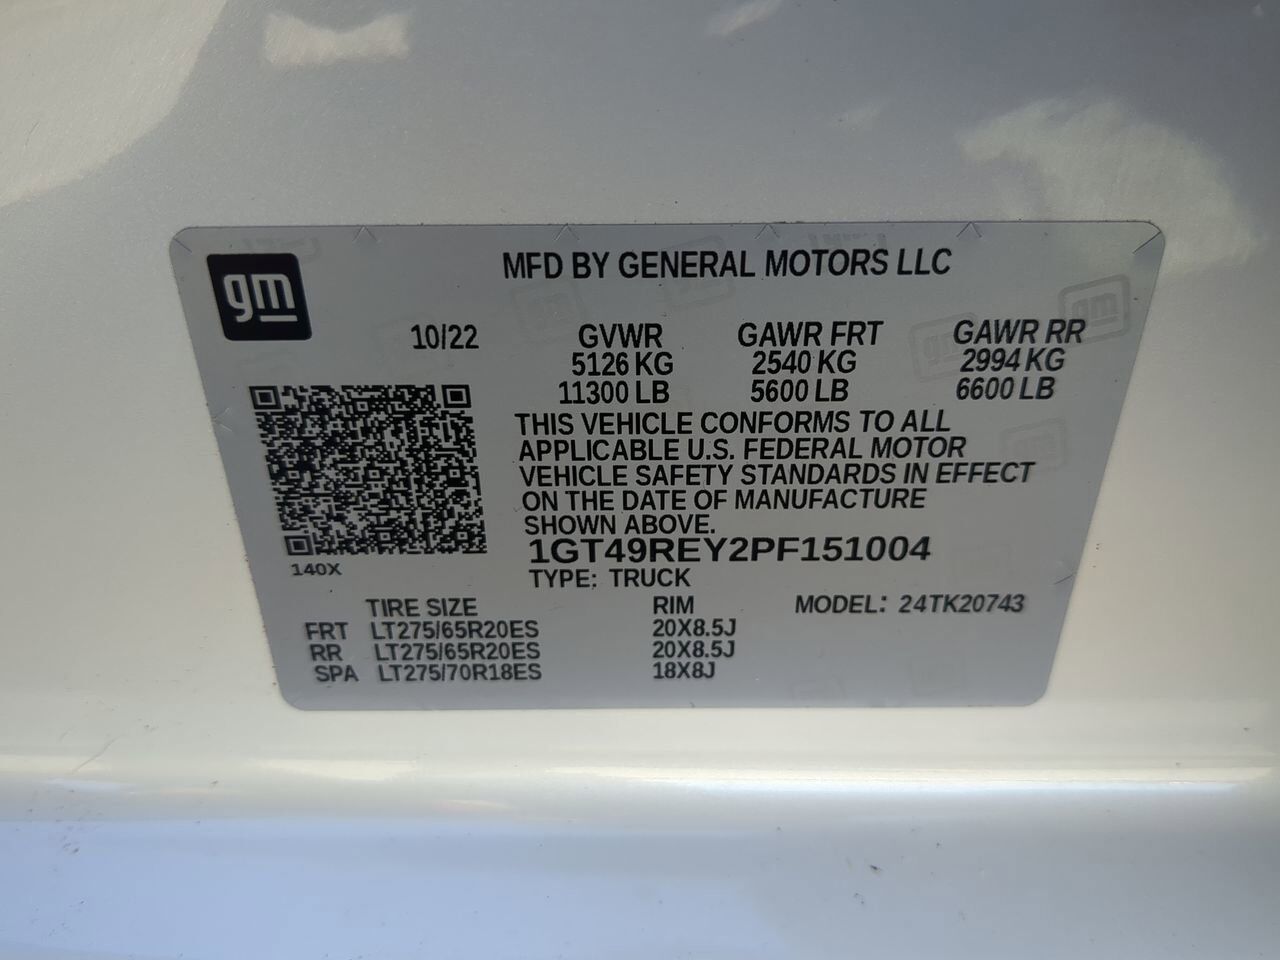 gm
MFD BY GENERAL MOTORS LLC
10/22 GVWR GAWR FRT GAWR RR
5126 KG 2540 KG 2994 KG
11300 LB 5600 LB 6600 LB
THIS VEHICLE CONFORMS TO ALL
APPLICABLE U.S. FEDERAL MOTOR
VEHICLE SAFETY STANDARDS IN EFFECT
ON THE DATE OF MANUFACTURE
SHOWN ABOVE.
1GT49REY2PF151004
140X
TYPE: TRUCK
TIRE SIZE RIM MODEL: 24TK20743
FRT LT275/65R20ES 20X8.5J
RR LT275/65R20ES 20X8.5J
SPA LT275/70R18ES 18X8J